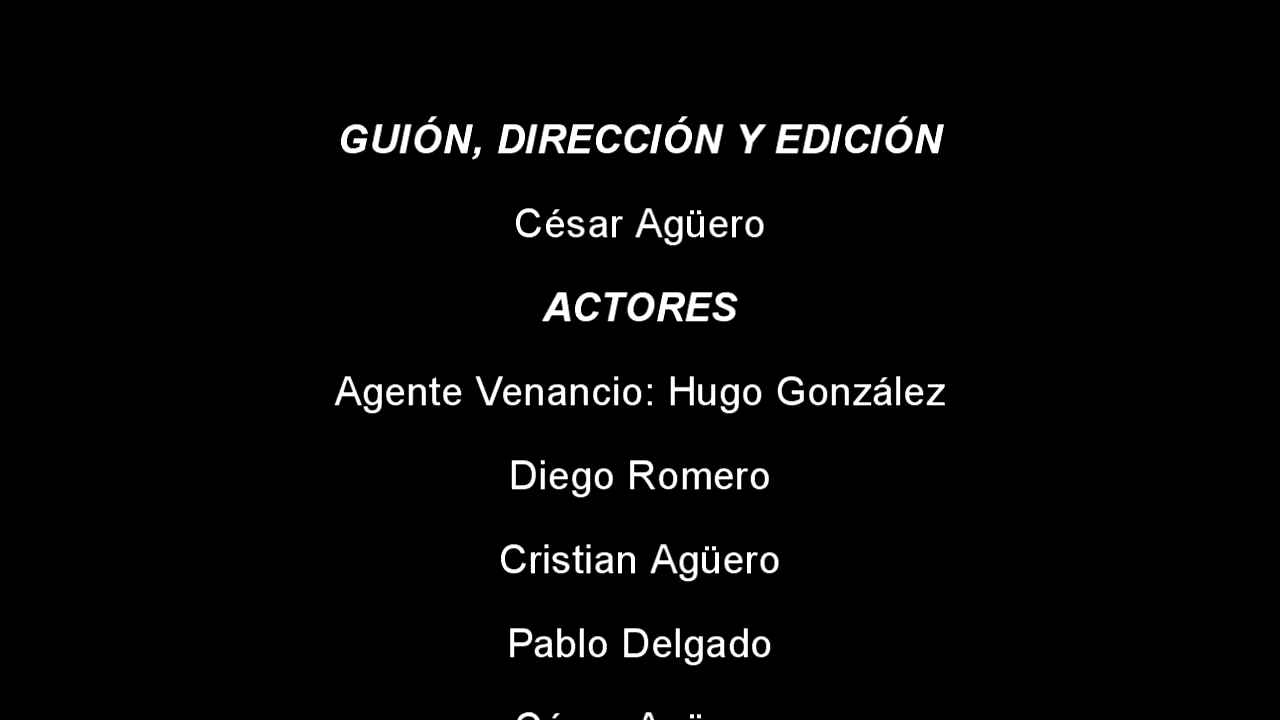 GUIÓN, DIRECCIÓN Y EDICIÓN
César Agüero
ACTORES
Agente Venancio: Hugo González
Diego Romero
Cristian Agüero
Pablo Delgado